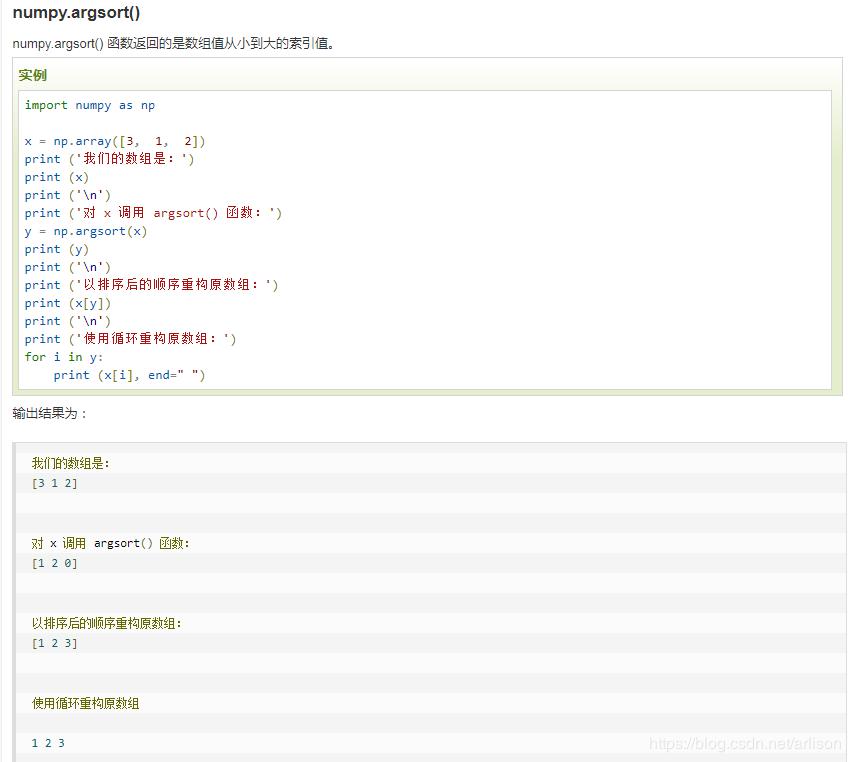 numpy.argsort()
numpy.argsort() 函数返回的是数组值从小到大的索引值。
实例
import numpy as np
x = np.array([3,  1,  2])
print ('我们的数组是：')
print (x)
print ('\n')
print ('对 x 调用 argsort() 函数：')
y = np.argsort(x)
print (y)
print ('\n')
print ('以排序后的顺序重构原数组：')
print (x[y])
print ('\n')
print ('使用循环重构原数组：')
for i in y:
    print (x[i], end=" ")
输出结果为：
我们的数组是：
[3 1 2]
对 x 调用 argsort() 函数：
[1 2 0]
以排序后的顺序重构原数组：
[1 2 3]
使用循环重构原数组
1 2 3
https://blog.csdn.net/arlison